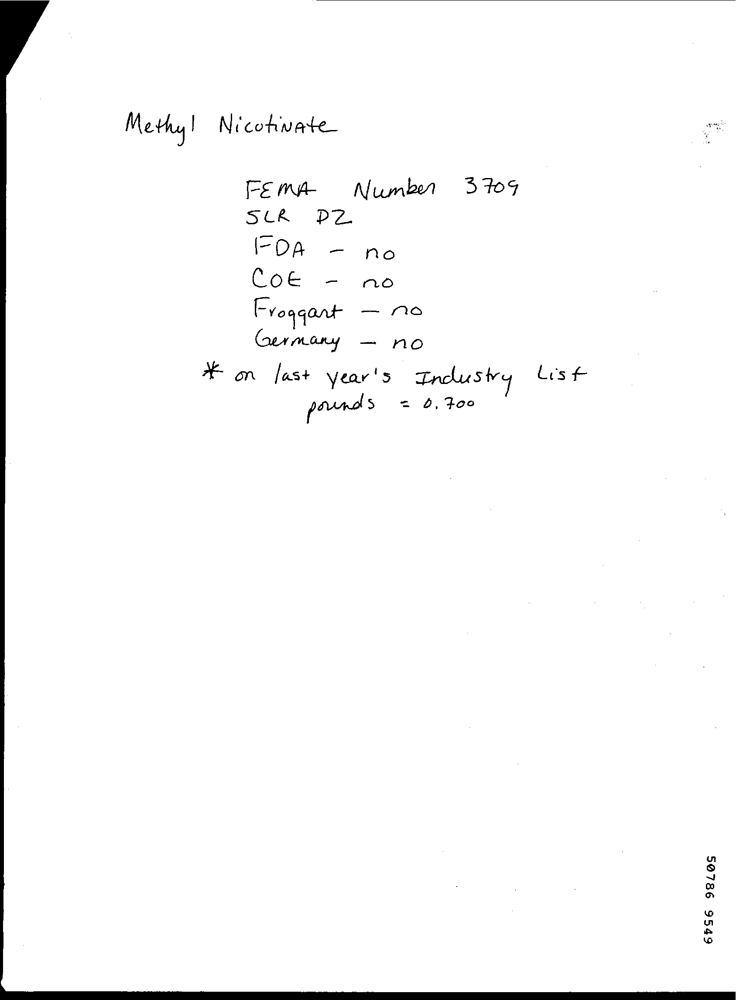 Methyl Nicotinate
FEMA Number 3709
SLR DZ
FDA - no
COE - no
Froggart - no
Germany - no
* on last year's Industry List
pounds = 0.700
50786 9549